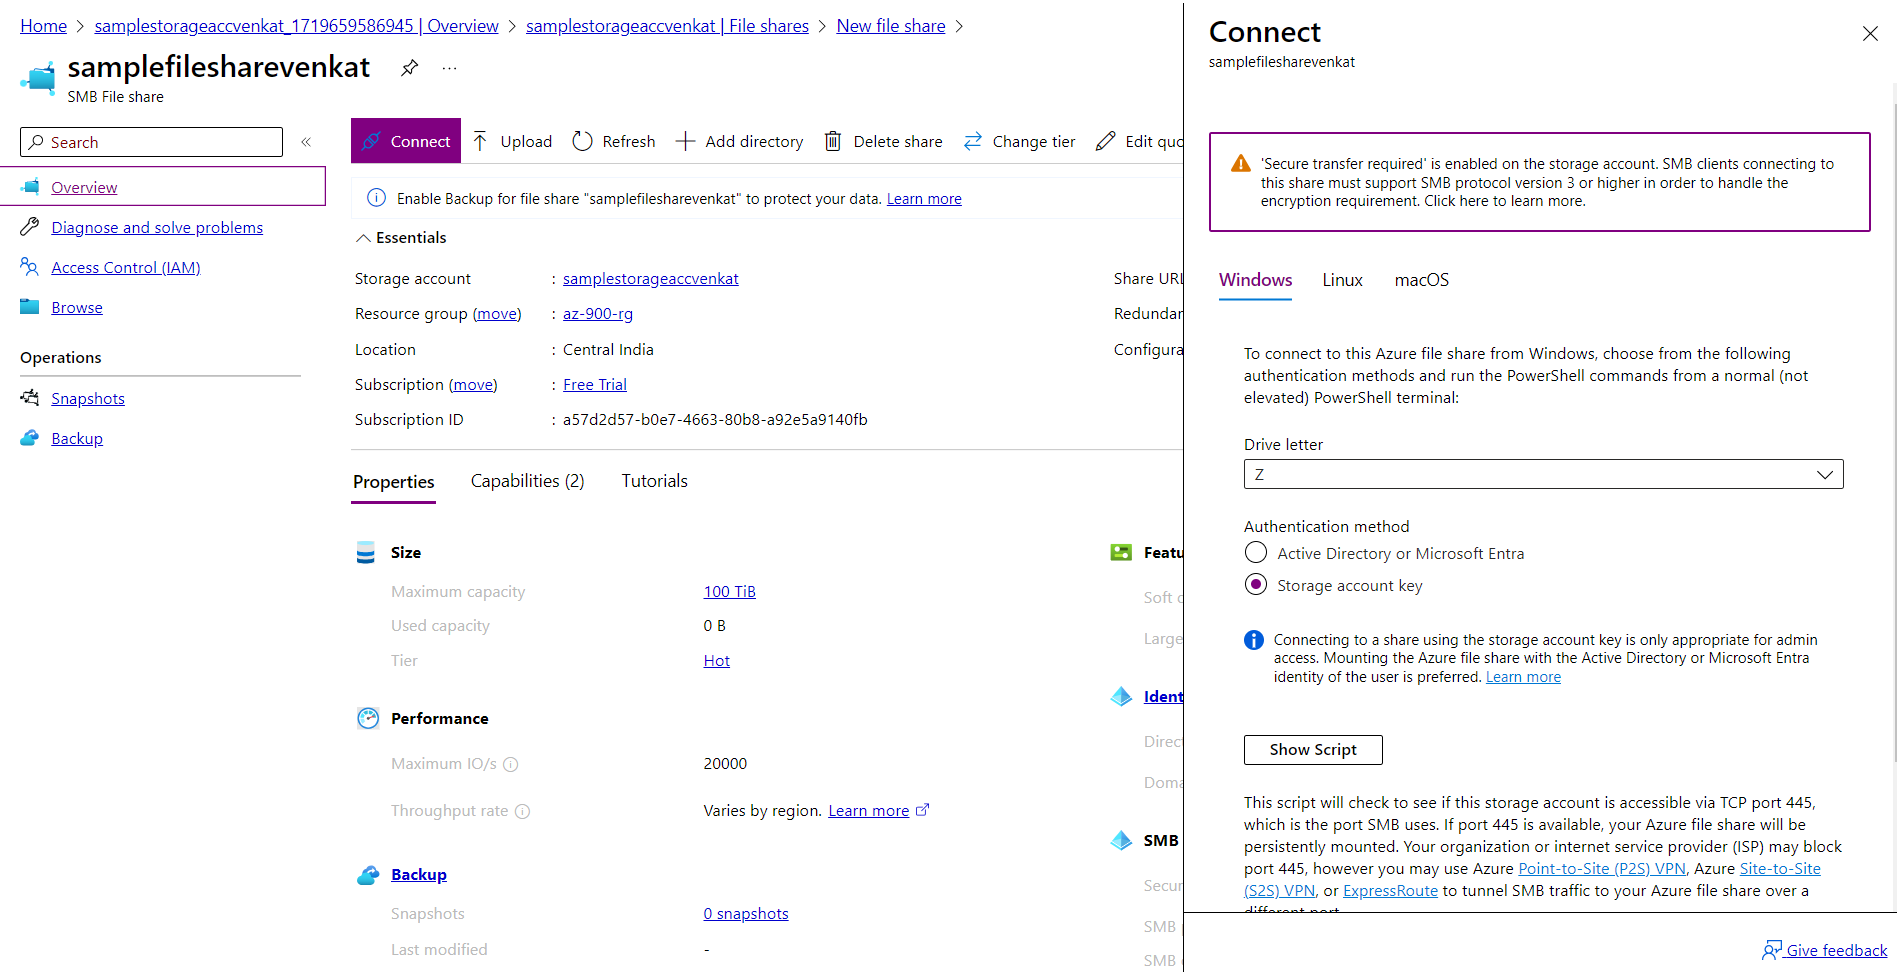 Home > samplestorageaccvenkat_1719659586945 | Overview > samplestorageaccvenkat | File shares > New file share >
samplefilesharevenkat
...
SMB File share
Search
«
Overview
Diagnose and solve problems
Access Control (IAM)
Browse
Operations
Snapshots
Backup
Connect
Upload
Refresh
Add directory
Delete share
Change tier
Edit quo
Enable Backup for file share "samplefilesharevenkat" to protect your data. Learn more
Essentials
Storage account : samplestorageaccvenkat
Resource group (move) : az-900-rg
Location : Central India
Subscription (move) : Free Trial
Subscription ID : a57d2d57-b0e7-4663-80b8-a92e5a9140fb
Share URL
Redundan
Configura
Properties
Capabilities (2)
Tutorials
Size
Maximum capacity 100 TiB
Used capacity 0 B
Tier Hot
Performance
Maximum IO/s 20000
Throughput rate Varies by region. Learn more
Backup
Snapshots 0 snapshots
Last modified -
Featu
Soft d
Large
Ident
Direct
Doma
SMB
Secur
SMB
SMB
Connect
samplefilesharevenkat
'Secure transfer required' is enabled on the storage account. SMB clients connecting to
this share must support SMB protocol version 3 or higher in order to handle the
encryption requirement. Click here to learn more.
Windows
Linux
macOS
To connect to this Azure file share from Windows, choose from the following
authentication methods and run the PowerShell commands from a normal (not
elevated) PowerShell terminal:
Drive letter
Z
Authentication method
Active Directory or Microsoft Entra
Storage account key
Connecting to a share using the storage account key is only appropriate for admin
access. Mounting the Azure file share with the Active Directory or Microsoft Entra
identity of the user is preferred. Learn more
Show Script
This script will check to see if this storage account is accessible via TCP port 445,
which is the port SMB uses. If port 445 is available, your Azure file share will be
persistently mounted. Your organization or internet service provider (ISP) may block
port 445, however you may use Azure Point-to-Site (P2S) VPN, Azure Site-to-Site
(S2S) VPN, or ExpressRoute to tunnel SMB traffic to your Azure file share over a
different port
Give feedback